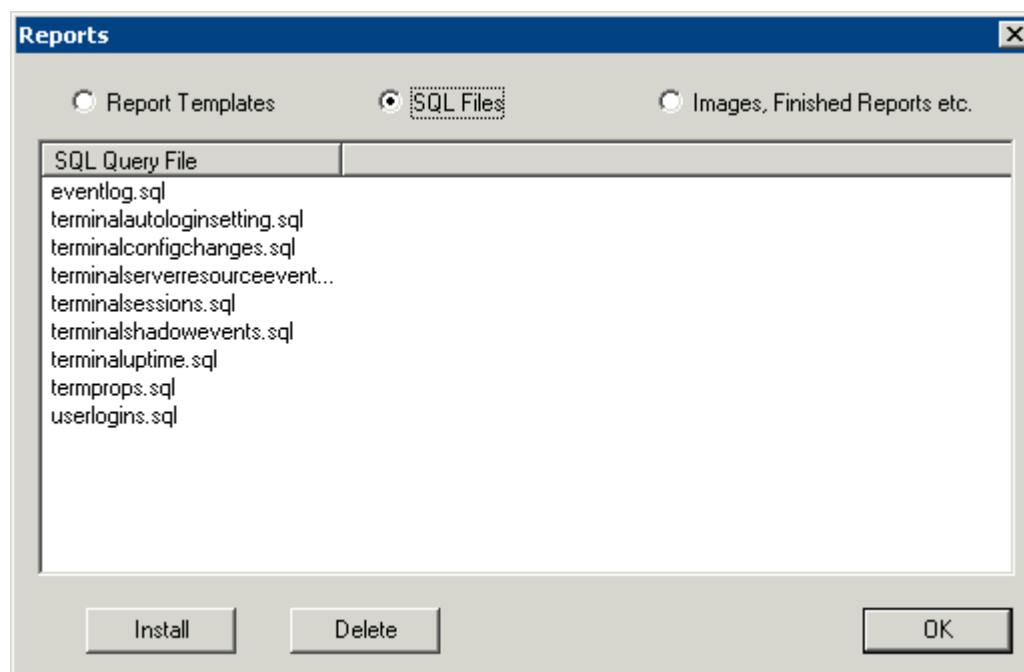 Reports
Report Templates SQL Files Images, Finished Reports etc.
SQL Query File
eventlog.sql
terminalautologinsetting.sql
terminalconfigchanges.sql
terminalserverresourceevent...
terminalsessions.sql
terminalshadowevents.sql
terminaluptime.sql
termprops.sql
userlogins.sql
Install Delete OK